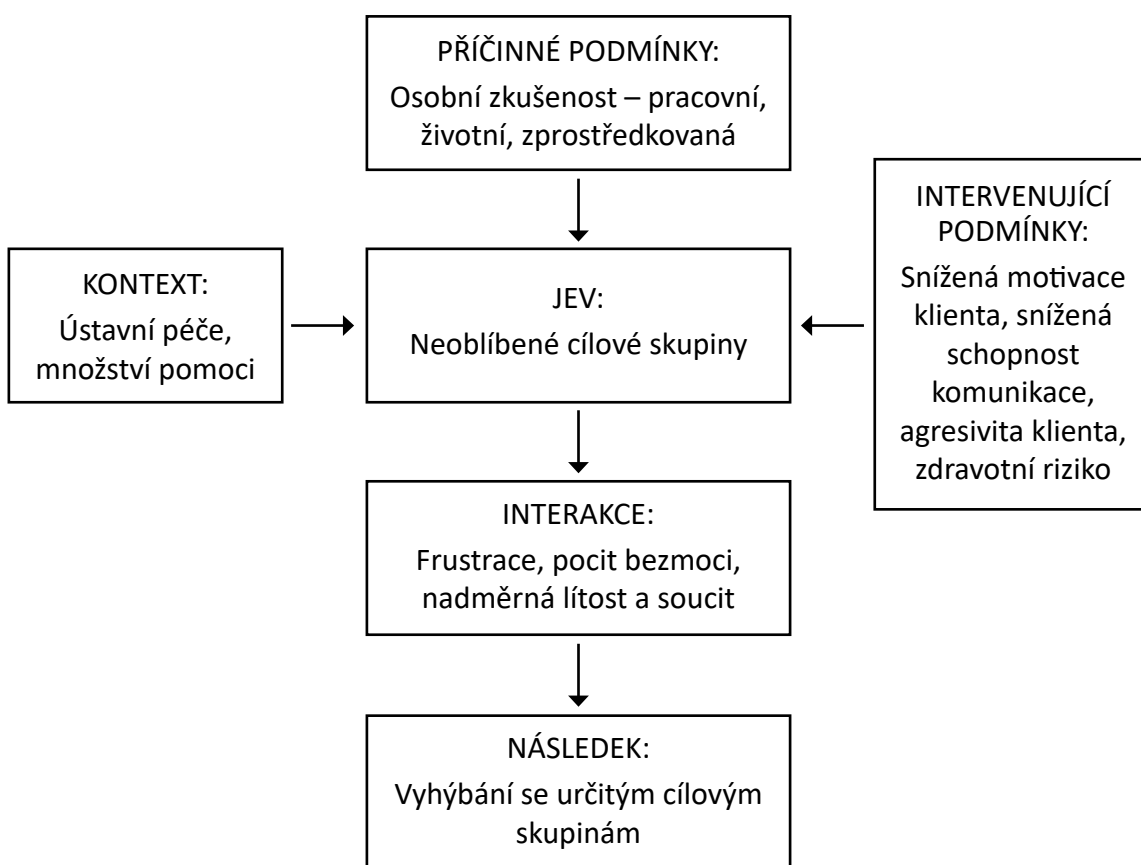 PŘÍČINNÉ PODMÍNKY:
Osobní zkušenost – pracovní,
životní, zprostředkovaná
KONTEXT:
Ústavní péče,
množství pomoci
JEV:
Neoblíbené cílové skupiny
INTERVENUJÍCÍ
PODMÍNKY:
Snížená motivace
klienta, snížená
schopnost
komunikace,
agresivita klienta,
zdravotní riziko
INTERAKCE:
Frustrace, pocit bezmoci,
nadměrná lítost a soucit
NÁSLEDEK:
Vyhýbání se určitým cílovým
skupinám